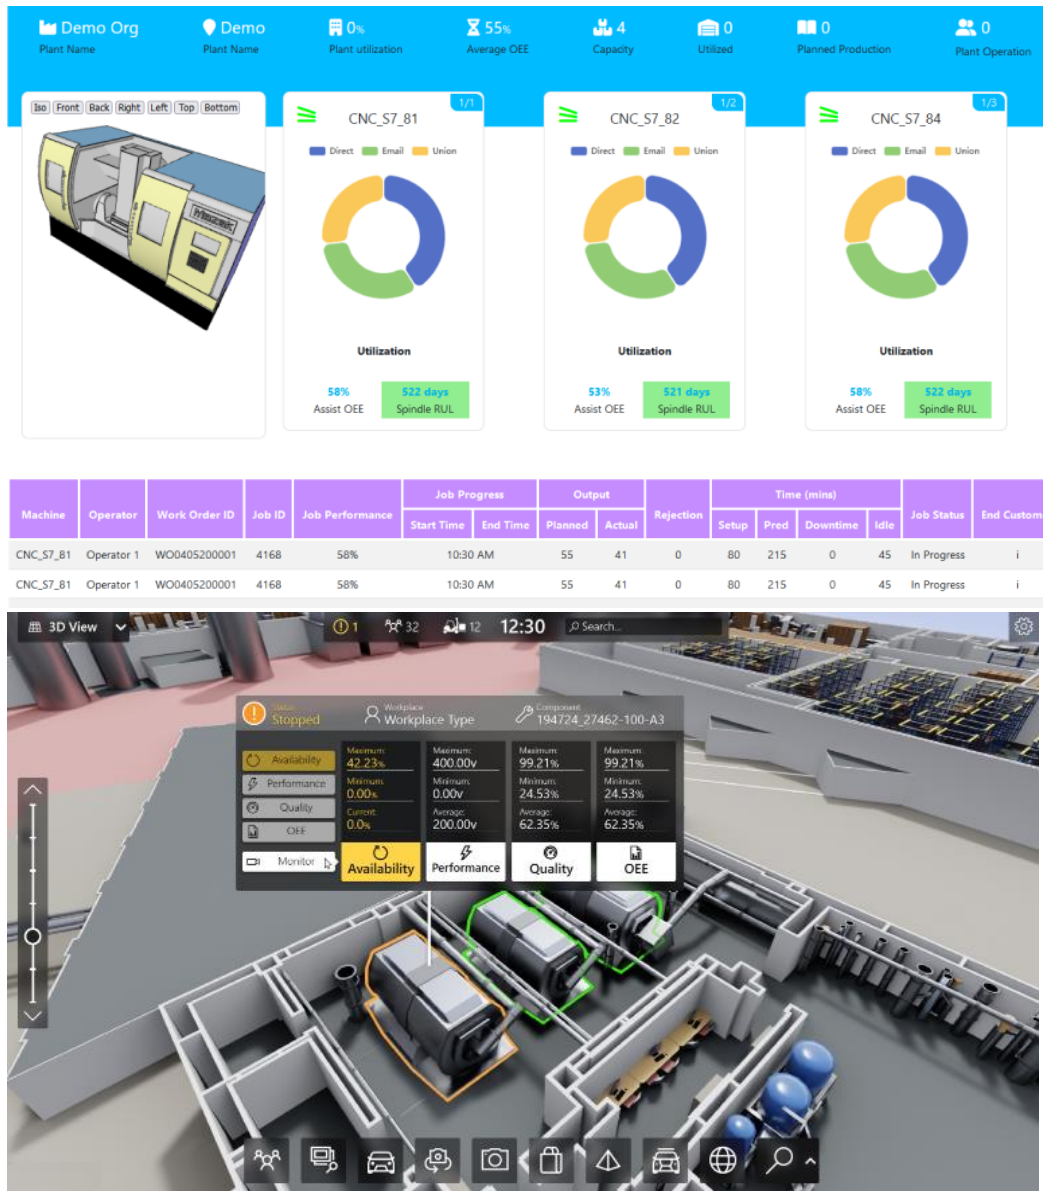 Demo Org
Plant Name
Demo
Plant Name
0%
Plant utilization
55%
Average OEE
4
Capacity
0
Utilized
0
Planned Production
0
Plant Operation
Iso Front Back Right Left Top Bottom
1/1
CNC_S7_81
Direct Email Union
Utilization
58%
Assist OEE
522 days
Spindle RUL
1/2
CNC_S7_82
Direct Email Union
Utilization
53%
Assist OEE
521 days
Spindle RUL
1/3
CNC_S7_84
Direct Email Union
Utilization
58%
Assist OEE
522 days
Spindle RUL
Job Progress Output Time (mins)
Machine Operator Work Order ID Job ID Job Performance Rejection Job Status End Custom
Start Time End Time Planned Actual Setup Pred Downtime Idle
CNC_S7_81 Operator 1 WO0405200001 4168 58% 10:30 AM 55 41 0 80 215 0 45 In Progress i
CNC_S7_81 Operator 1 WO0405200001 4168 58% 10:30 AM 55 41 0 80 215 0 45 In Progress i
3D View 1 32 12 12:30 Search...
Status
Stopped
Workplace
Workplace Type
Component
194724_27462-100-A3
Availability
Performance
Quality
OEE
Monitor
Maximum:
42.23%
Minimum:
0.00%
Current:
0.0%
Availability
Maximum:
400.00v
Minimum:
0.00v
Average:
200.00v
Performance
Maximum:
99.21%
Minimum:
24.53%
Average:
62.35%
Quality
Maximum:
99.21%
Minimum:
24.53%
Average:
62.35%
OEE